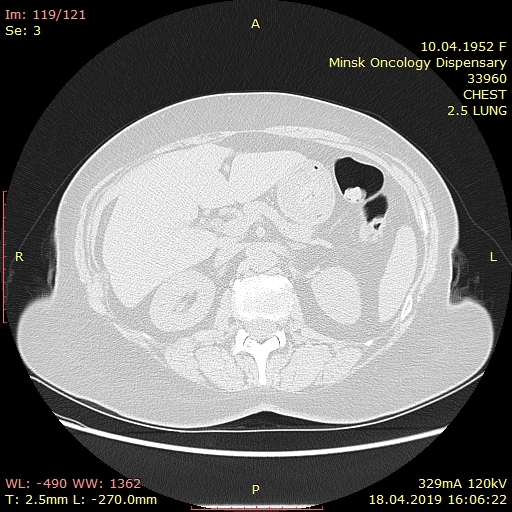 Im: 119/121
Se: 3
A
10.04.1952 F
Minsk Oncology Dispensary
33960
CHEST
2.5 LUNG
R
L
WL: -490 WW: 1362
T: 2.5mm L: -270.0mm
P
329mA 120kV
18.04.2019 16:06:22